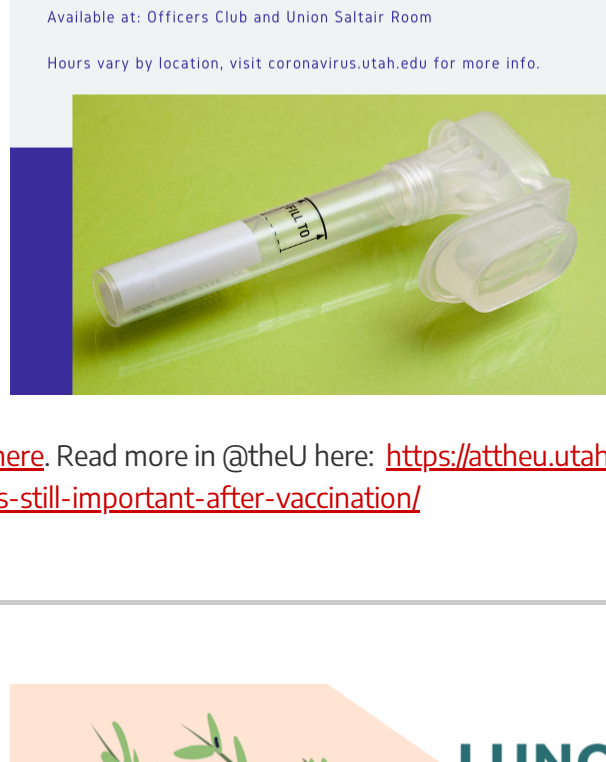 Available at: Officers Club and Union Saltair Room
Hours vary by location, visit coronavirus.utah.edu for more info.
FILL TO
here. Read more in @theU here: https://attheu.utah
s-still-important-after-vaccination/